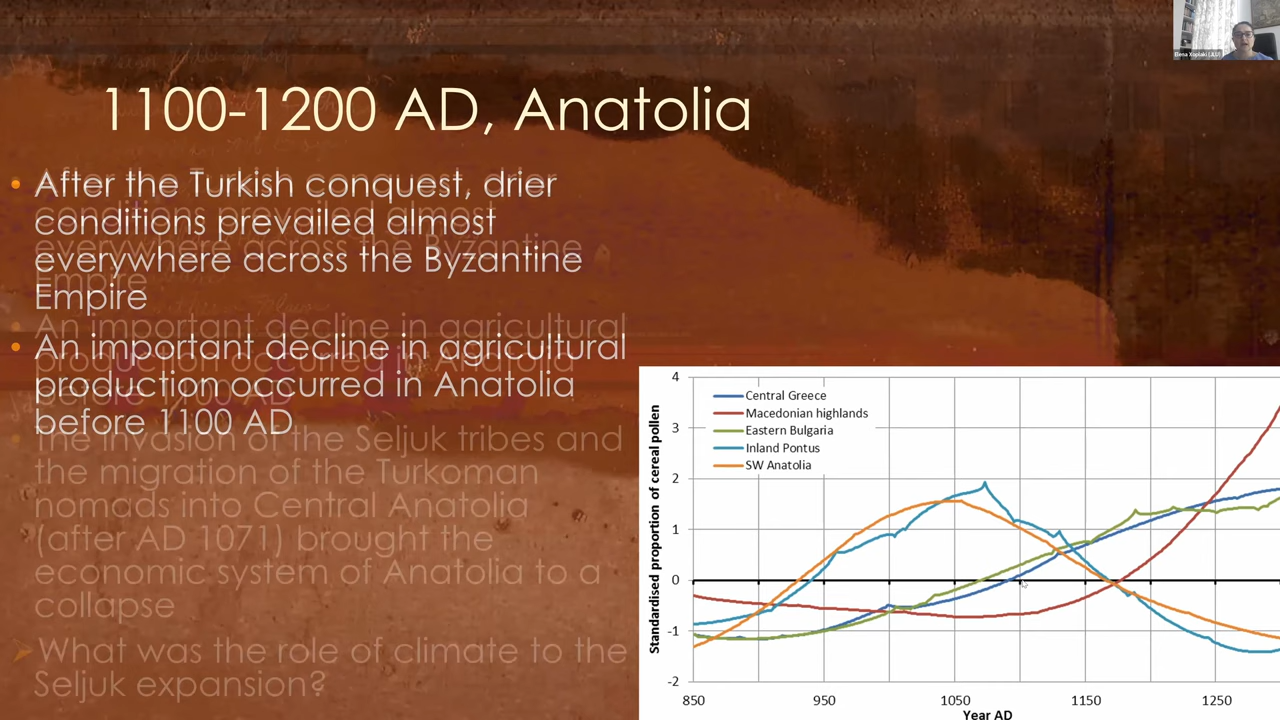 1100-1200 AD, Anatolia
• After the Turkish conquest, drier
conditions prevailed almost
everywhere across the Byzantine
Empire
• An important decline in agricultural
production occurred in Anatolia
before 1100 AD
the invasion of the Seljuk tribes and
the migration of the Turkoman
nomads into Central Anatolia
(after AD 1071) brought the
economic system of Anatolia to a
collapse
➤ What was the role of climate to the
Seljuk expansion?
Central Greece
Macedonian highlands
Eastern Bulgaria
Inland Pontus
SW Anatolia
Standardised proportion of cereal pollen
4
3
2
1
0
-1
-2
850 950 1050 1150 1250
Year AD